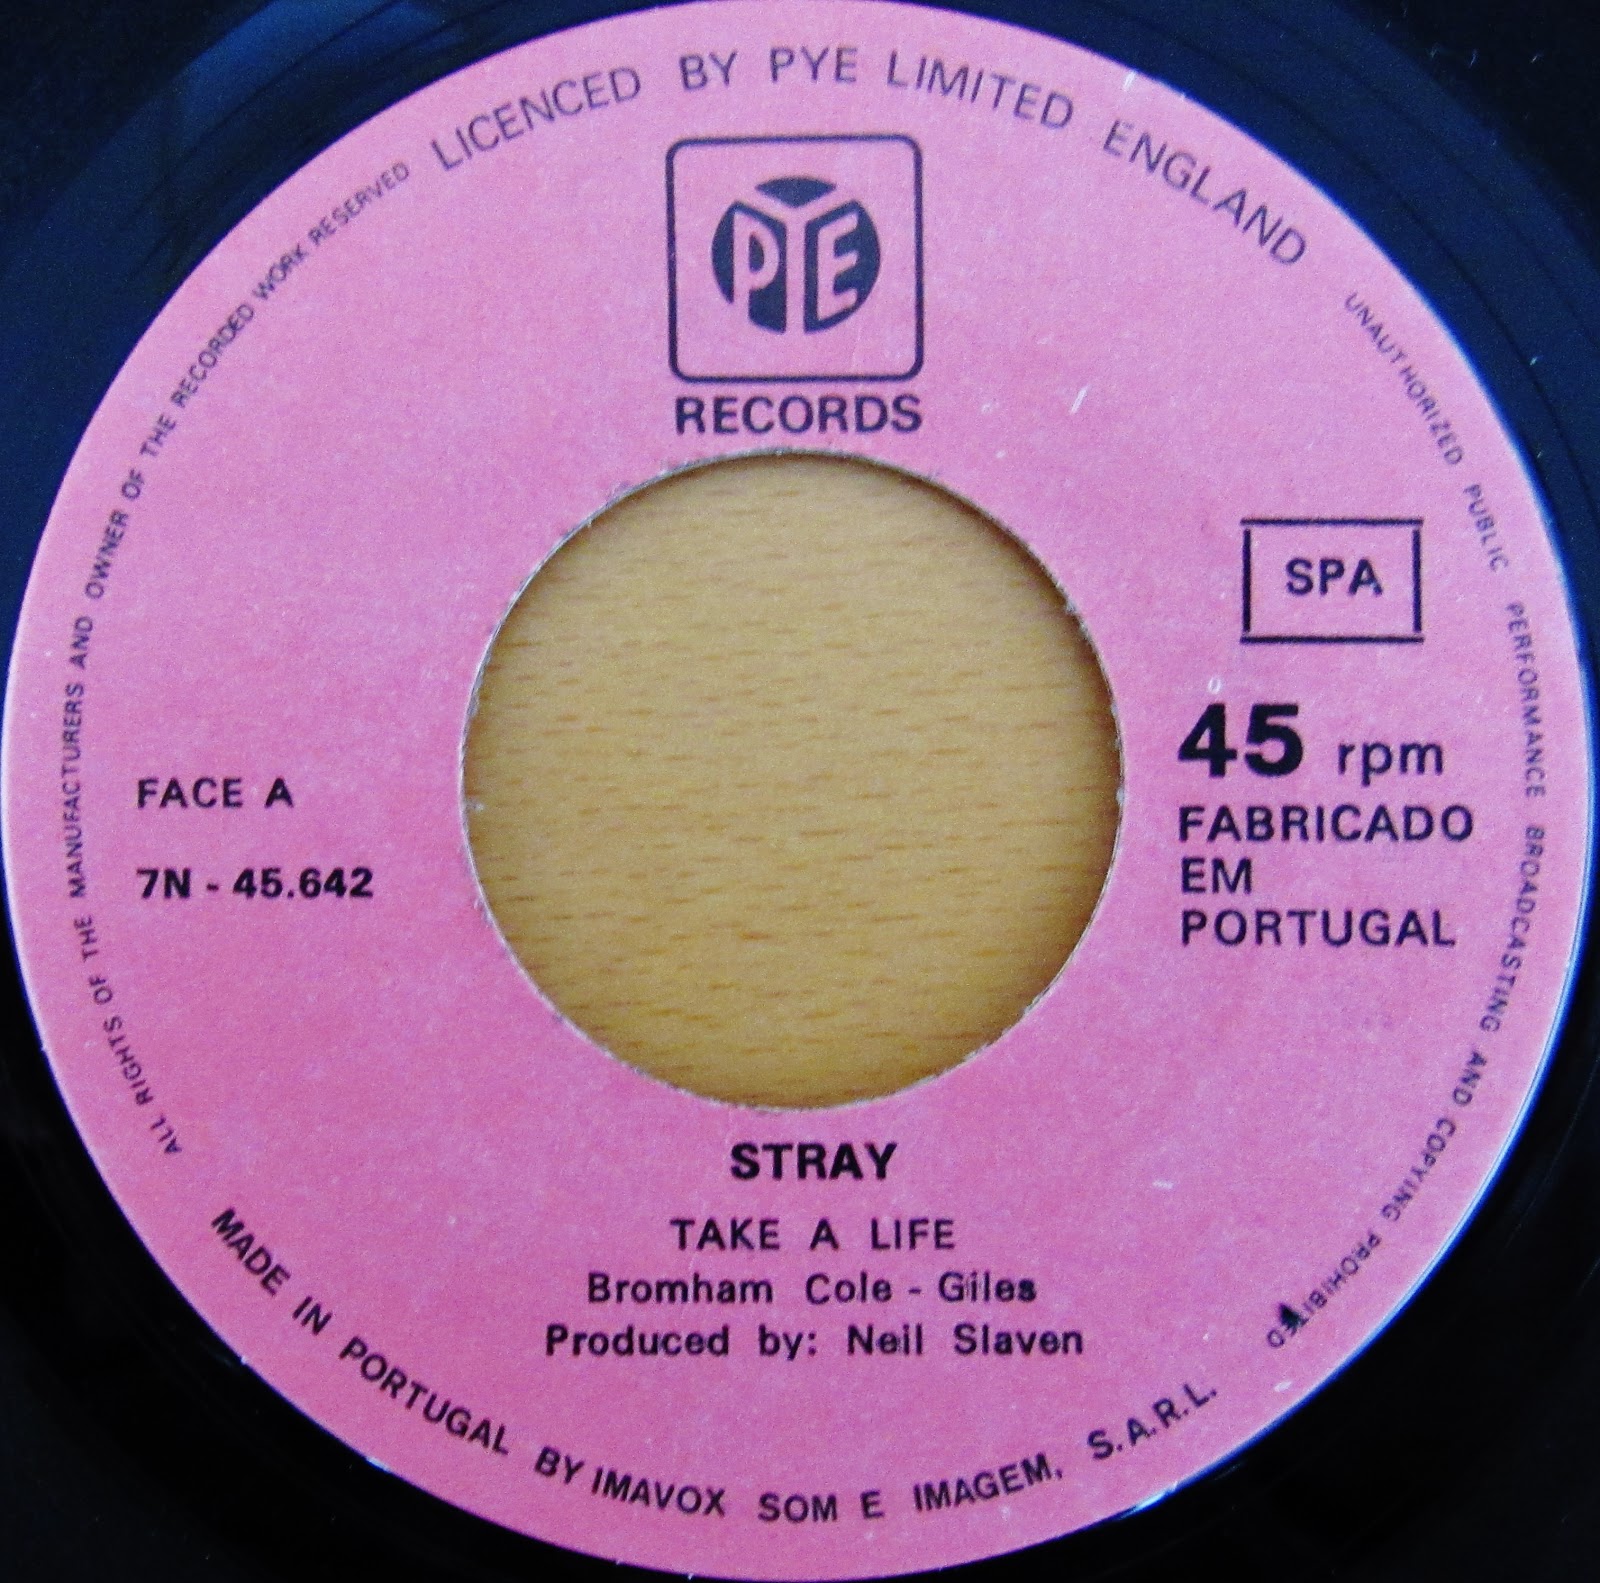 LICENCED BY PYE LIMITED ENGLAND
UNAUTHORIZED PUBLIC PERFORMANCE BROADCASTING AND COPYING PROHIBITED
ALL RIGHTS OF THE MANUFACTURERS AND OWNER OF THE RECORDED WORK RESERVED
PYE
RECORDS
SPA
45 rpm
FABRICADO
EM
PORTUGAL
FACE A
7N - 45.642
STRAY
TAKE A LIFE
Bromham Cole - Giles
Produced by: Neil Slaven
MADE IN PORTUGAL BY IMAVOX SOM E IMAGEM, S.A.R.L.